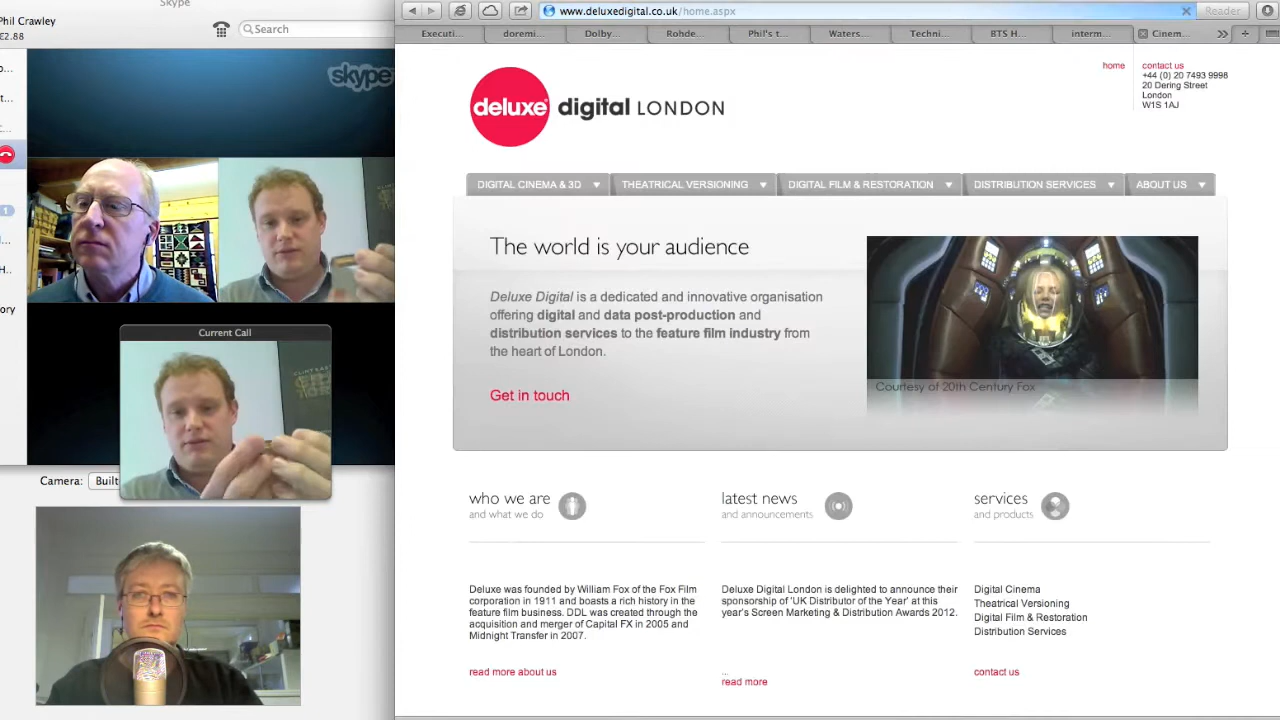 Skype
Phil Crawley
£2.88
Search
skype
H..
ory
Current Call
Camera:
Built
www.deluxedigital.co.uk/home.aspx
Reader
Executi...
doremi...
Dolby...
Rohde...
Phil's t...
Waters...
Techni...
BTS H...
interm...
Cinem...
deluxe digital LONDON
home
contact us
+44 (0) 20 7493 9998
20 Dering Street
London
W1S 1AJ
DIGITAL CINEMA & 3D
THEATRICAL VERSIONING
DIGITAL FILM & RESTORATION
DISTRIBUTION SERVICES
ABOUT US
The world is your audience
Deluxe Digital is a dedicated and innovative organisation
offering digital and data post-production and
distribution services to the feature film industry from
the heart of London.
Get in touch
Courtesy of 20th Century Fox
who we are
and what we do
Deluxe was founded by William Fox of the Fox Film
corporation in 1911 and boasts a rich history in the
feature film business. DDL was created through the
acquisition and merger of Capital FX in 2005 and
Midnight Transfer in 2007.
read more about us
latest news
and announcements
Deluxe Digital London is delighted to announce their
sponsorship of 'UK Distributor of the Year' at this
year's Screen Marketing & Distribution Awards 2012.
...
read more
services
and products
Digital Cinema
Theatrical Versioning
Digital Film & Restoration
Distribution Services
contact us